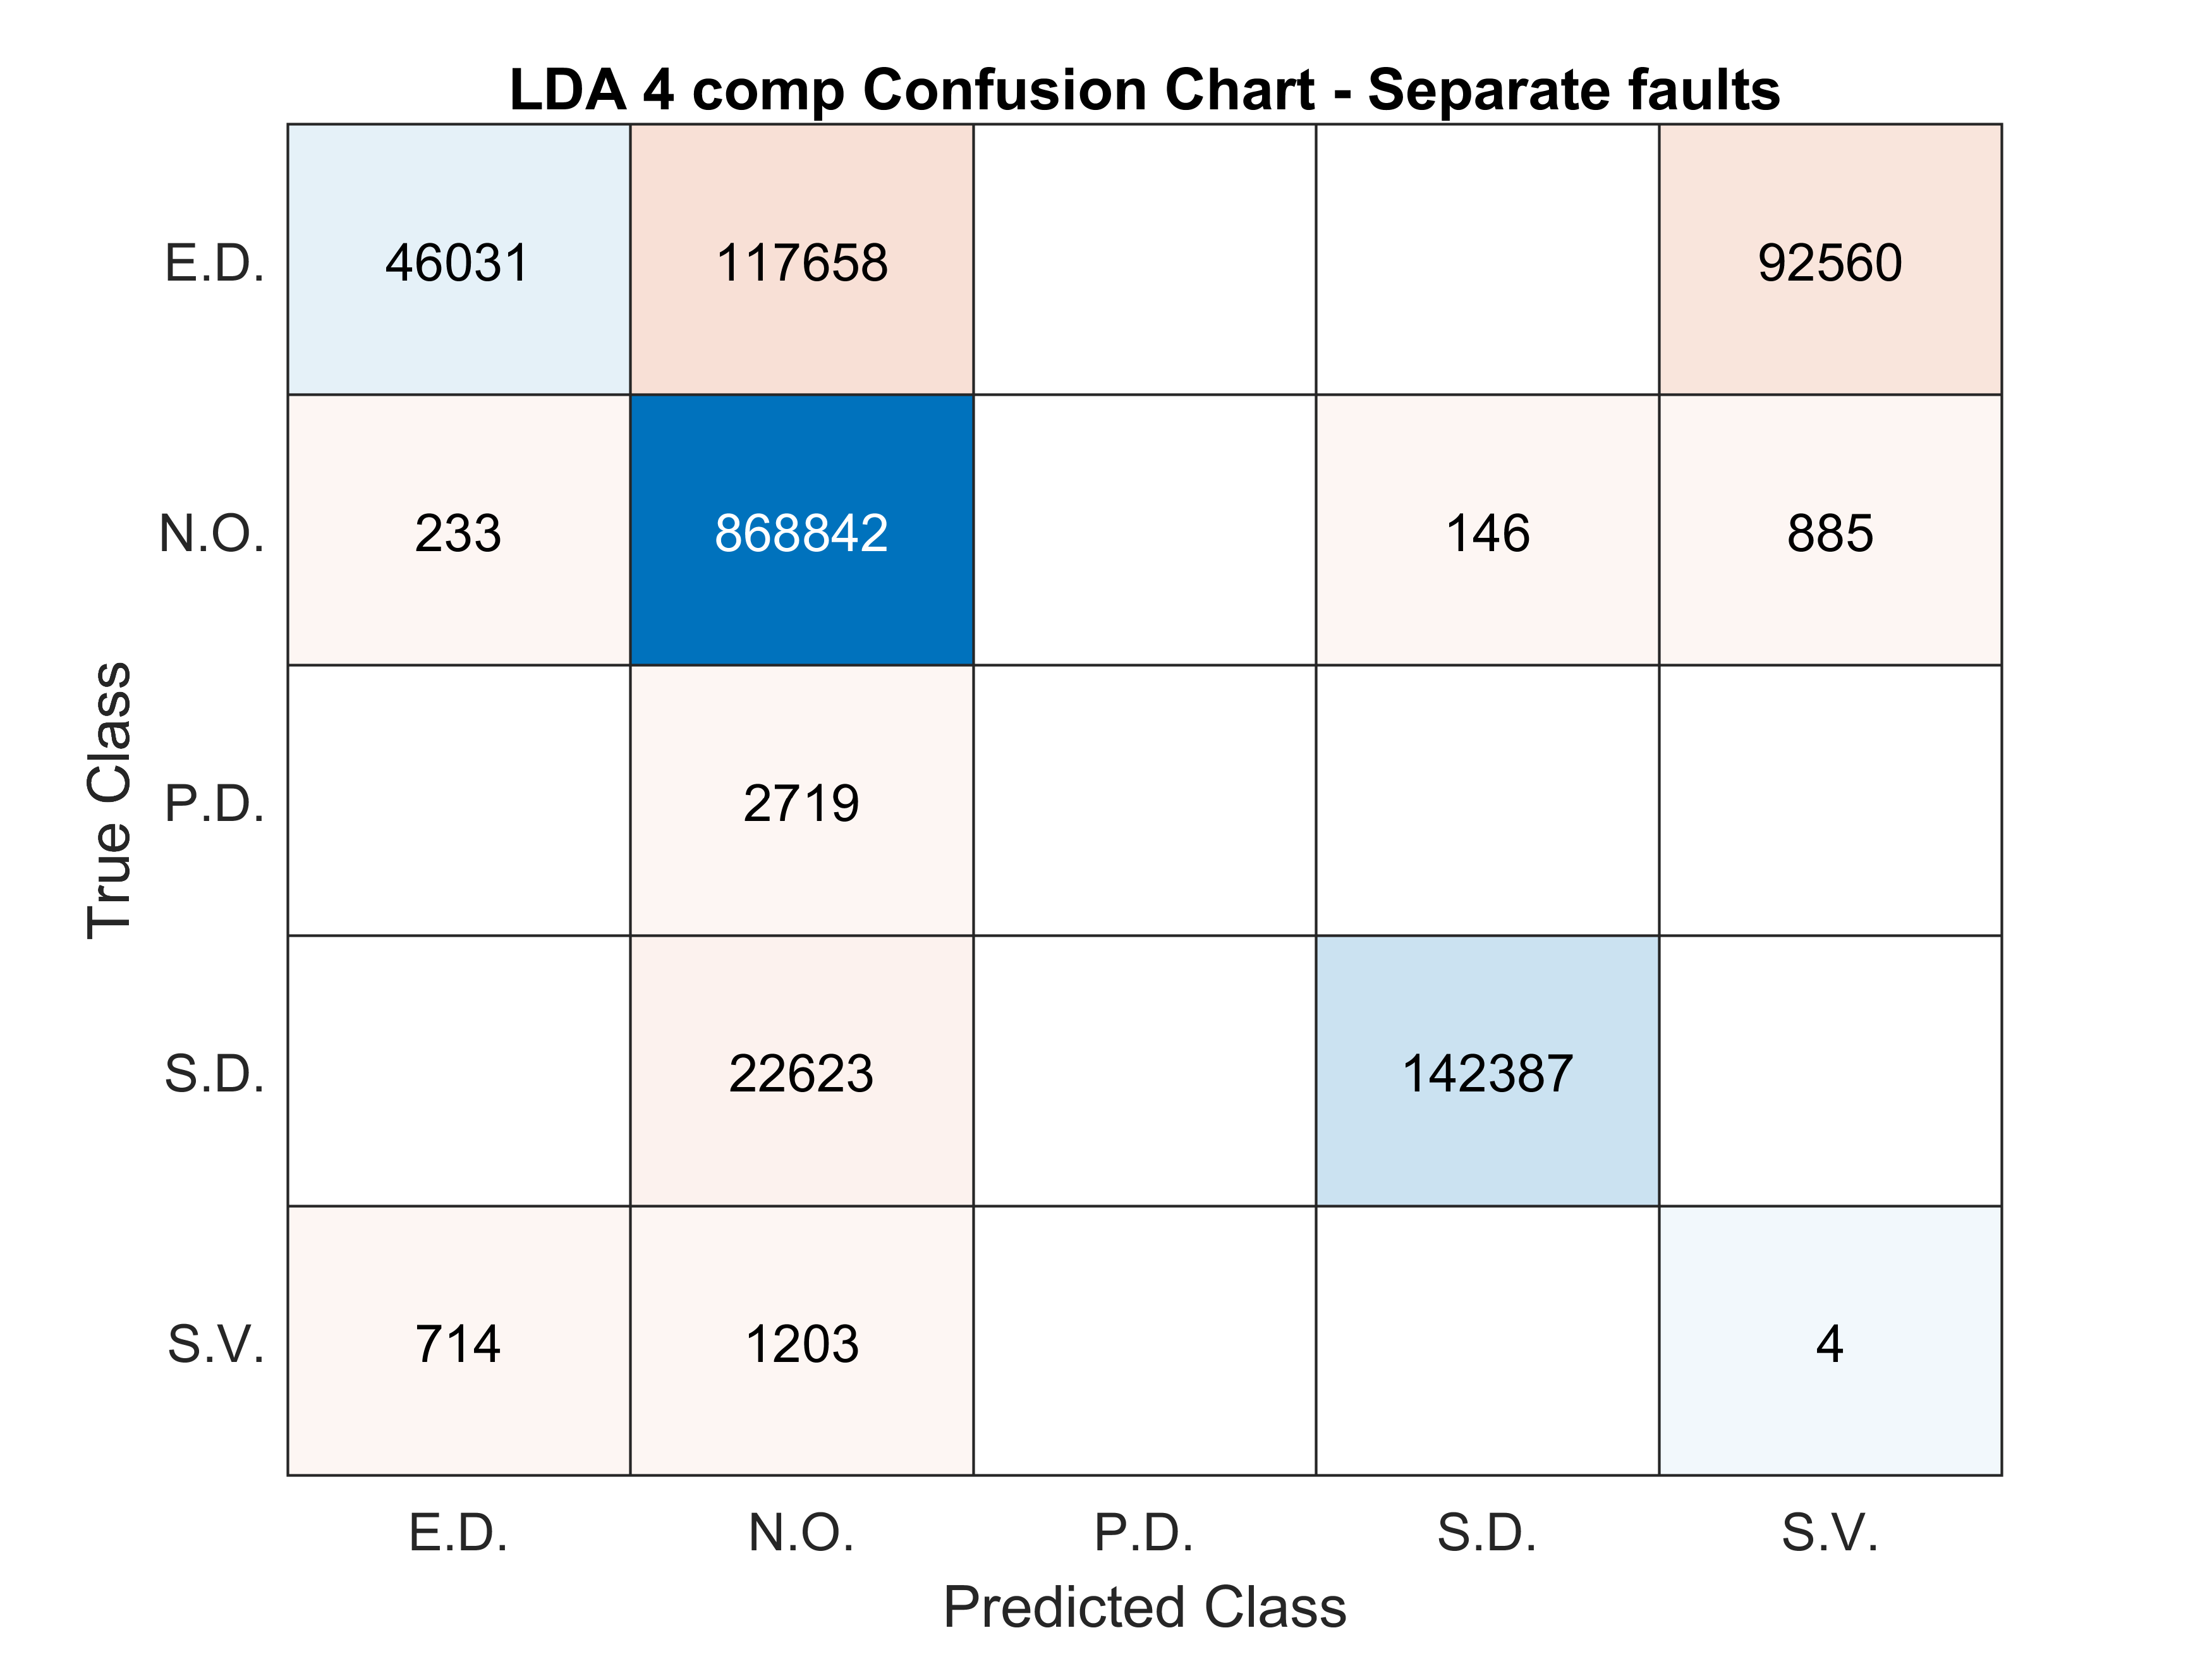 LDA 4 comp Confusion Chart - Separate faults
E.D. 46031 117658 92560
N.O. 233 868842 146 885
P.D. 2719
S.D. 22623 142387
S.V. 714 1203 4
True Class
E.D. N.O. P.D. S.D. S.V.
Predicted Class